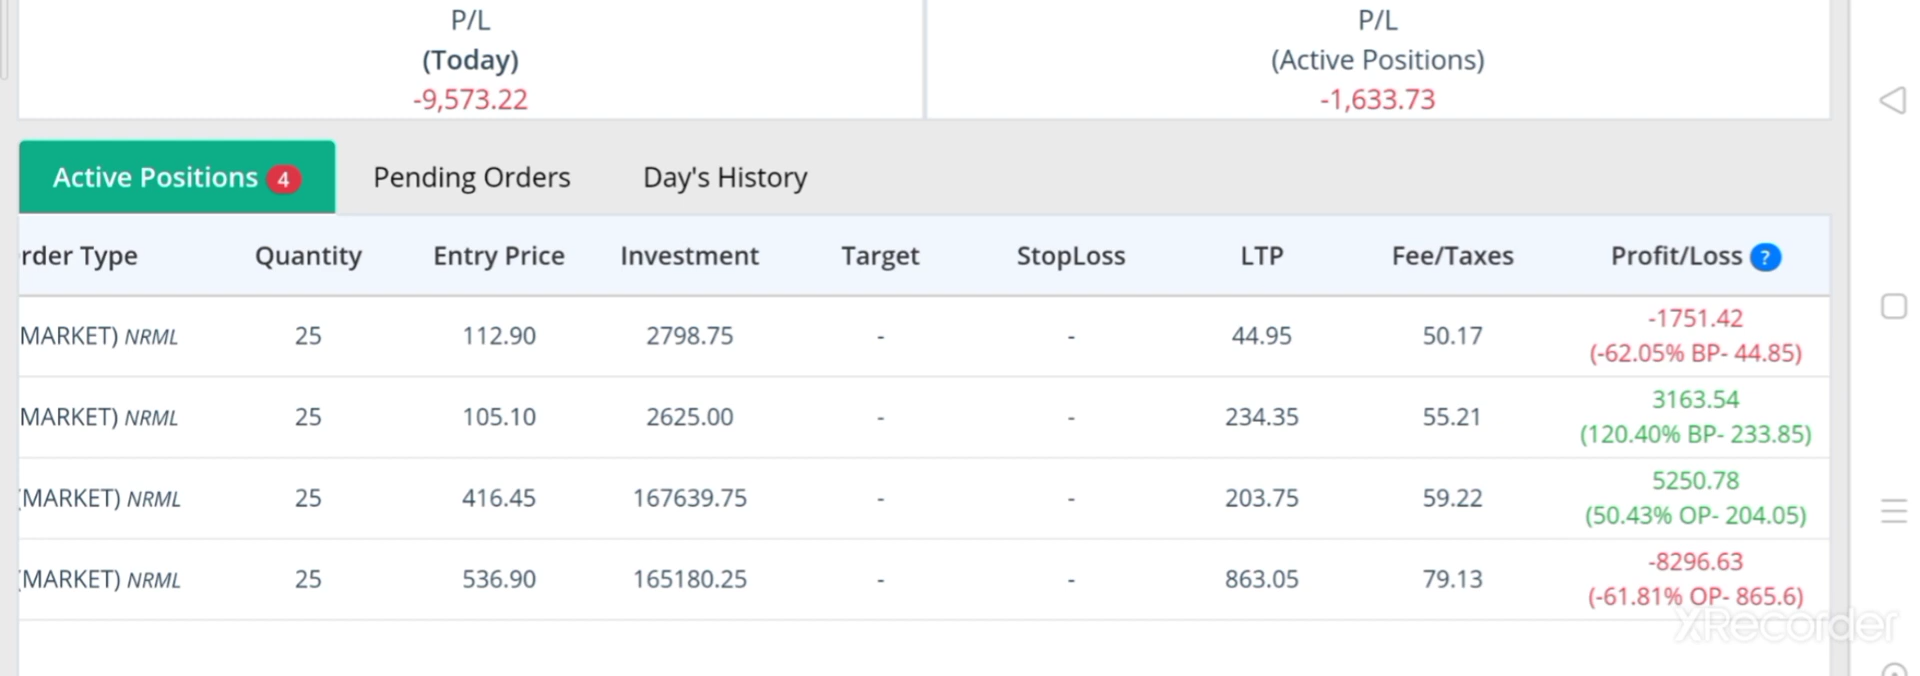 P/L
(Today)
-9,573.22
P/L
(Active Positions)
-1,633.73
Active Positions 4 Pending Orders Day's History
rder Type Quantity Entry Price Investment Target StopLoss LTP Fee/Taxes Profit/Loss ?
MARKET) NRML 25 112.90 2798.75 - - 44.95 50.17 -1751.42
(-62.05% BP- 44.85)
MARKET) NRML 25 105.10 2625.00 - - 234.35 55.21 3163.54
(120.40% BP- 233.85)
(MARKET) NRML 25 416.45 167639.75 - - 203.75 59.22 5250.78
(50.43% OP- 204.05)
(MARKET) NRML 25 536.90 165180.25 - - 863.05 79.13 -8296.63
(-61.81% OP- 865.6)
XRecorder